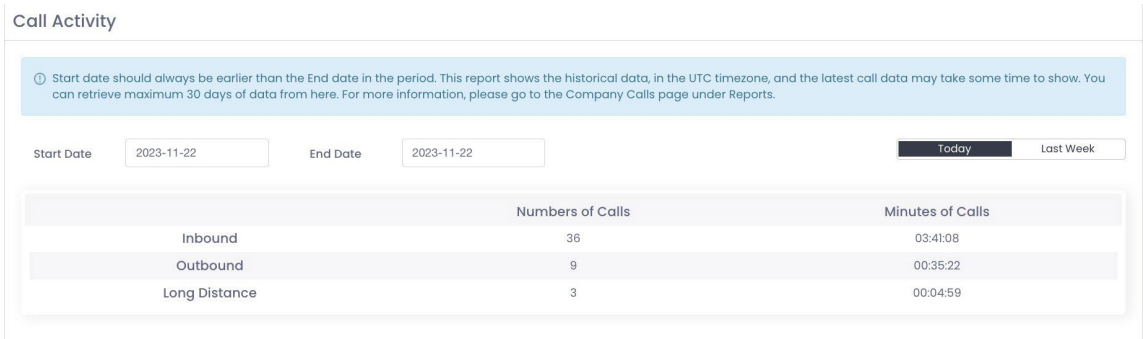 Call Activity
Start date should always be earlier than the End date in the period. This report shows the historical data, in the UTC timezone, and the latest call data may take some time to show. You
can retrieve maximum 30 days of data from here. For more information, please go to the Company Calls page under Reports.
Start Date 2023-11-22 End Date 2023-11-22 Today Last Week
Numbers of Calls Minutes of Calls
Inbound 36 03:41:08
Outbound 9 00:35:22
Long Distance 3 00:04:59